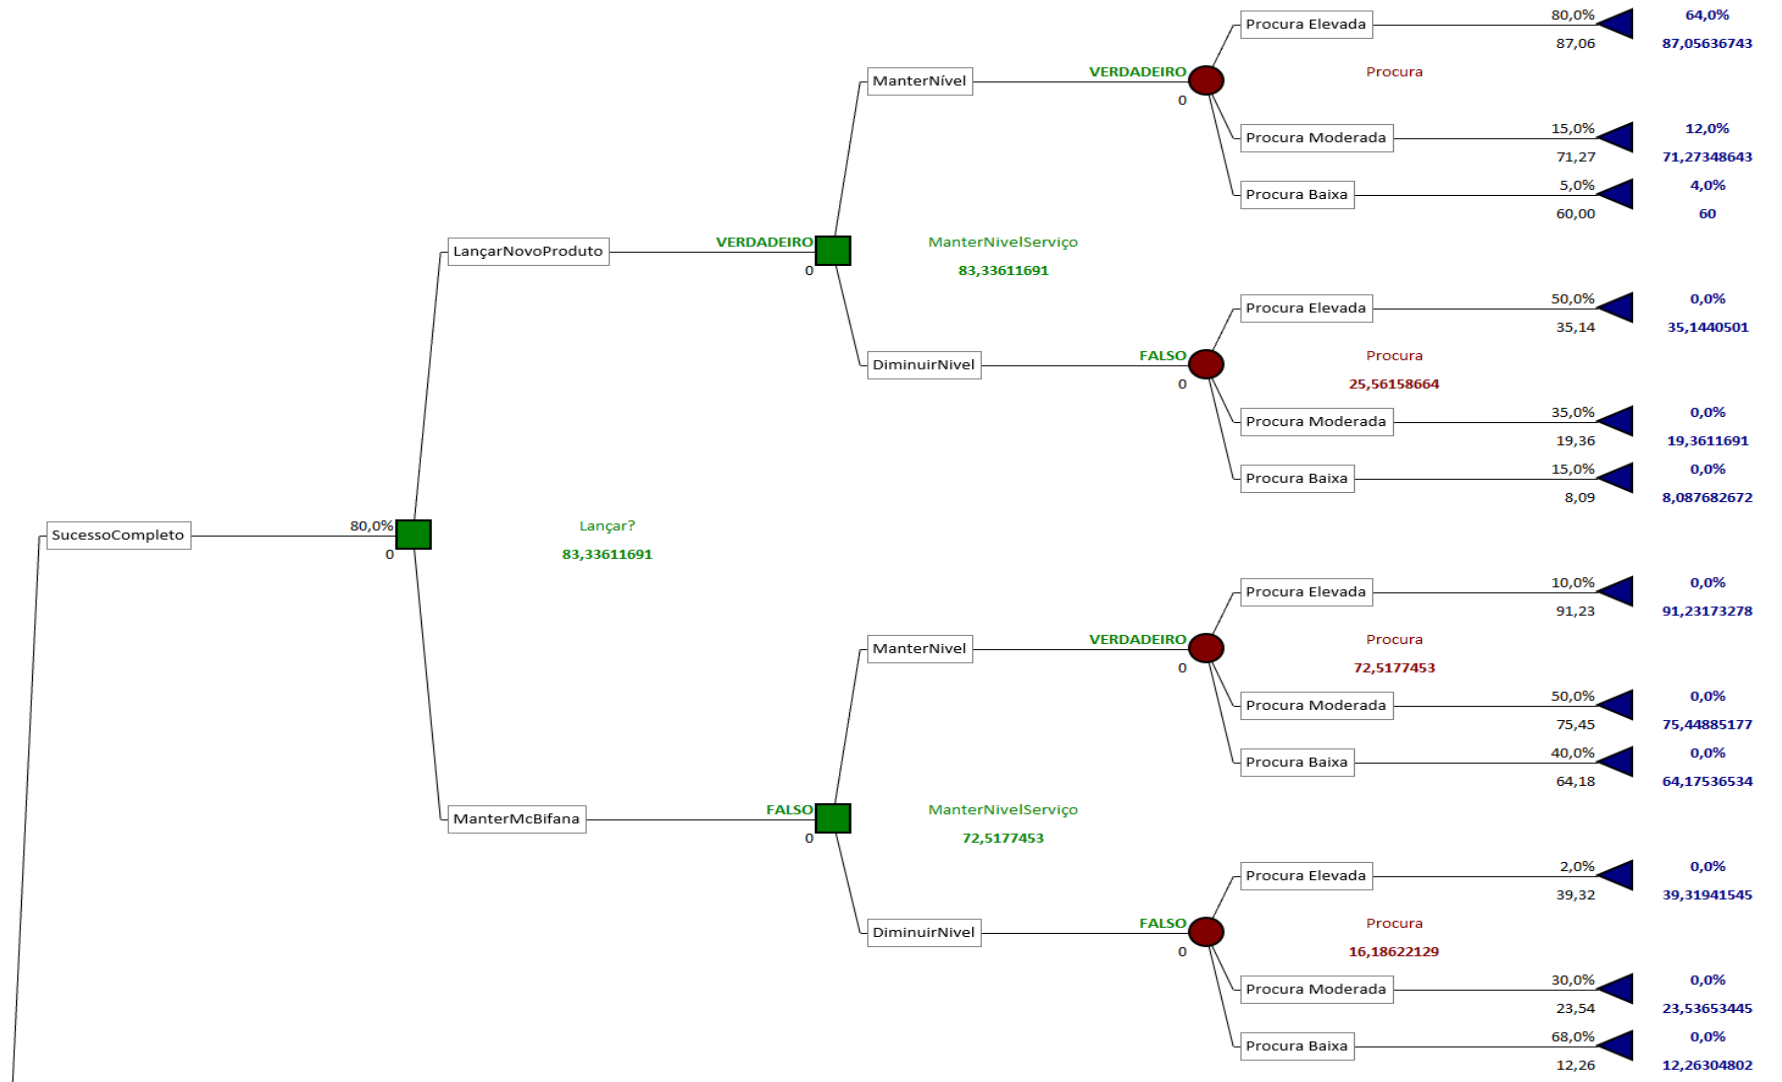 Procura Elevada 80,0% 64,0%
87,06 87,05636743
ManterNível VERDADEIRO Procura
0
Procura Moderada 15,0% 12,0%
71,27 71,27348643
Procura Baixa 5,0% 4,0%
60,00 60
LançarNovoProduto VERDADEIRO MânterNivelServiço
0 83,33611691
Procura Elevada 50,0% 0,0%
35,14 35,1440501
DiminuirNivel FALSO Procura
0 25,56158664
Procura Moderada 35,0% 0,0%
19,36 19,3611691
Procura Baixa 15,0% 0,0%
8,09 8,087682672
SucessoCompleto 80,0% Lançar?
0 83,33611691
Procura Elevada 10,0% 0,0%
91,23 91,23173278
ManterNivel VERDADEIRO Procura
0 72,5177453
Procura Moderada 50,0% 0,0%
75,45 75,44885177
Procura Baixa 40,0% 0,0%
64,18 64,17536534
ManterMcBifana FALSO ManterNivelServiço
0 72,5177453
Procura Elevada 2,0% 0,0%
39,32 39,31941545
DiminuirNivel FALSO Procura
0 16,18622129
Procura Moderada 30,0% 0,0%
23,54 23,53653445
Procura Baixa 68,0% 0,0%
12,26 12,26304802